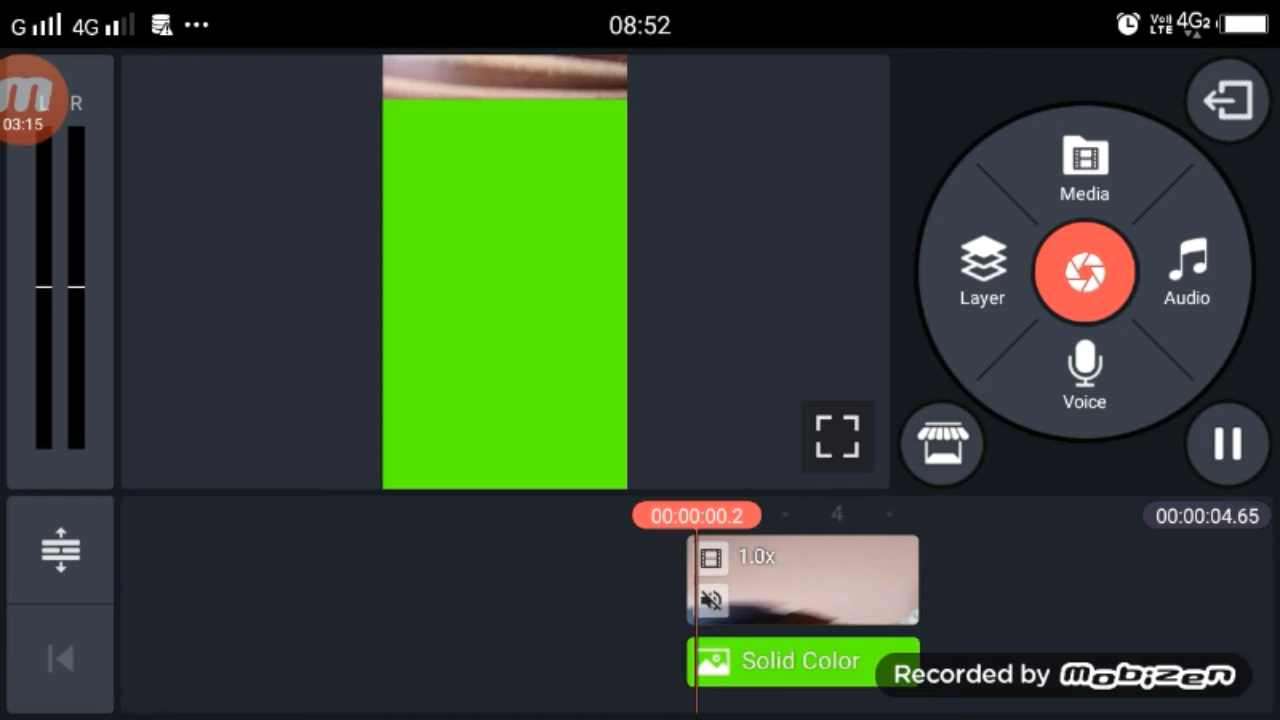 G 4G 08:52 Voll LTE 4G2
L R
03:15
Media
Layer
Audio
Voice
00:00:00.2 4 00:00:04.65
1.0x
Solid Color
Recorded by mobizen